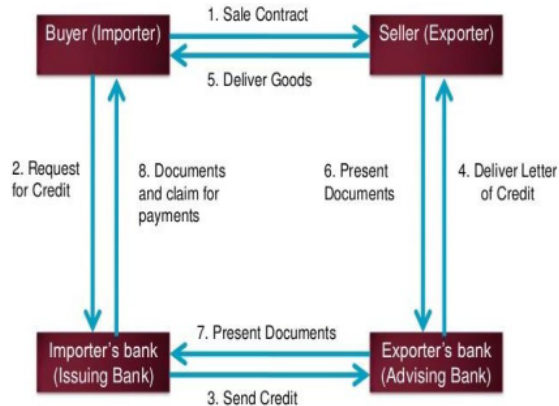 1. Sale Contract
Buyer (Importer)
Seller (Exporter)
5. Deliver Goods
2. Request
for Credit
8. Documents
and claim for
payments
6. Present
Documents
4. Deliver Letter
of Credit
7. Present Documents
Importer's bank
(Issuing Bank)
Exporter's bank
(Advising Bank)
3. Send Credit